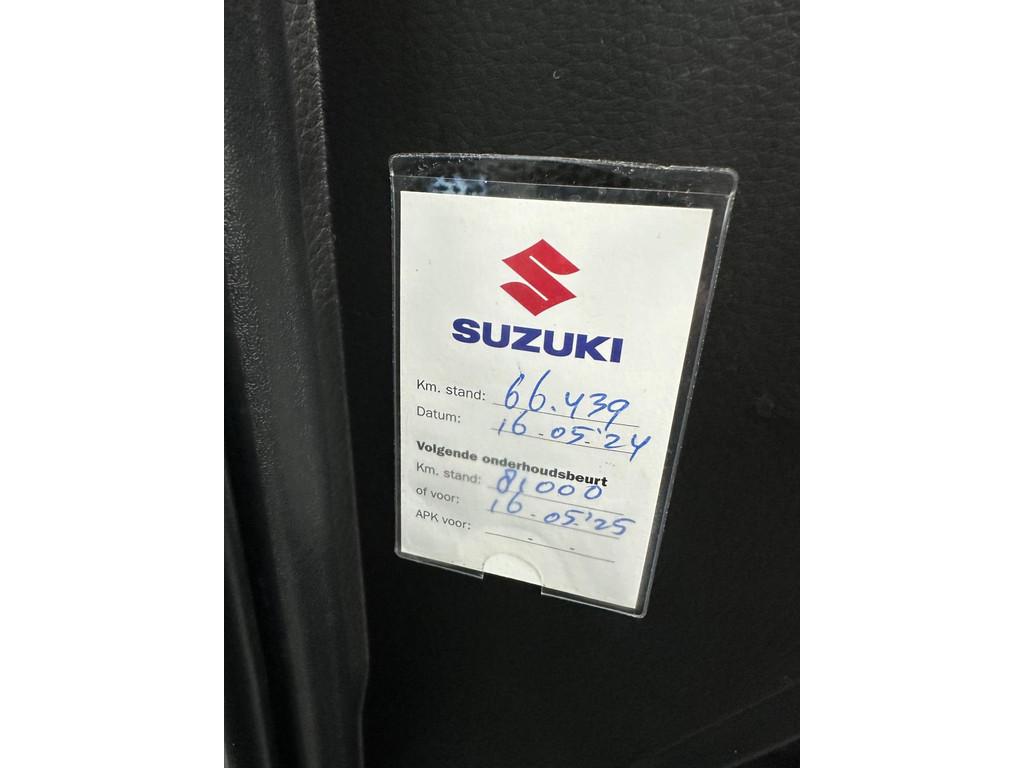 SUZUKI
Km. stand: 66.439
Datum: 16-05-'24
Volgende onderhoudsbeurt
Km. stand: 81000
of voor: 16-05-'25
APK voor: - -